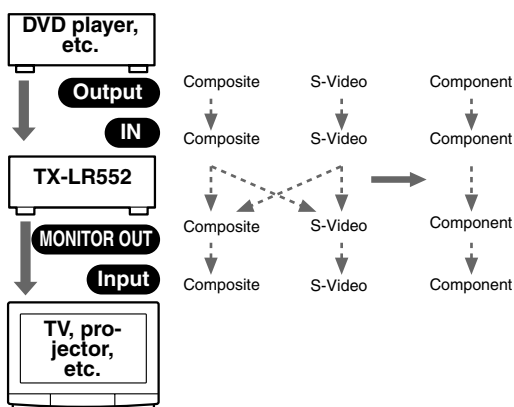 DVD player,
etc.
Output
Composite S-Video Component
IN
Composite S-Video Component
TX-LR552
MONITOR OUT
Composite S-Video Component
Input
Composite S-Video Component
TV, pro-
jector,
etc.